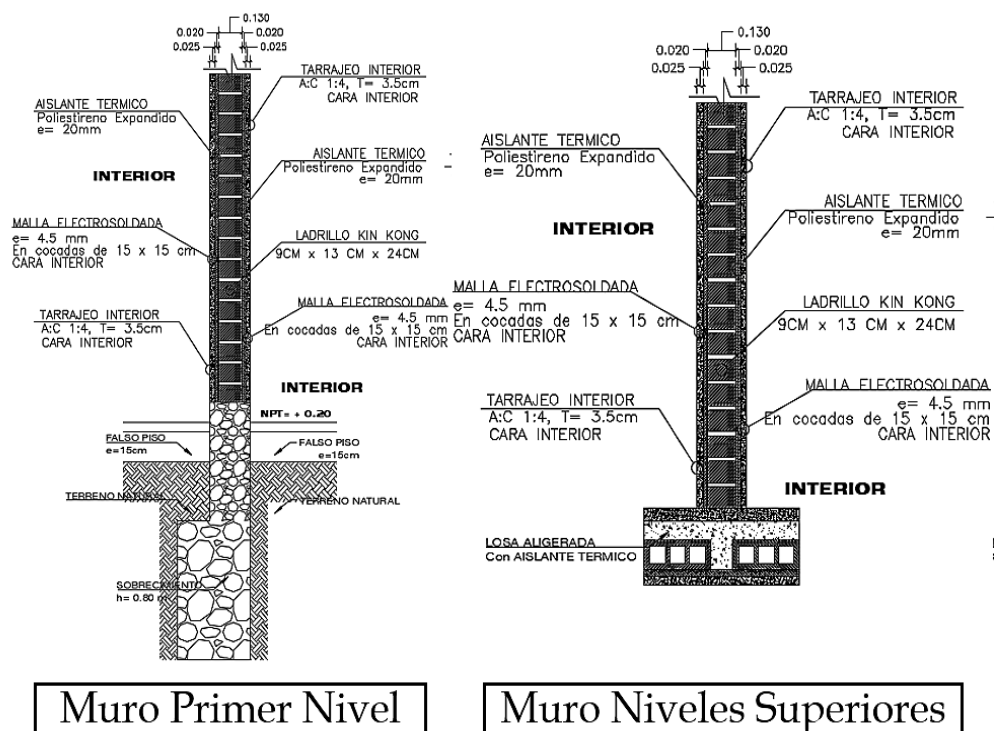 0.130
0.020
0.020
0.025
0.025
TARRAJEO INTERIOR
A:C 1:4, T= 3.5cm
CARA INTERIOR
AISLANTE TERMICO
Poliestireno Expandido
e= 20mm
AISLANTE TERMICO
Poliestireno Expandido
e= 20mm
INTERIOR
MALLA ELECTROSOLDADA
e= 4.5 mm
En cocadas de 15 x 15 cm
CARA INTERIOR
LADRILLO KIN KONG
9CM x 13 CM x 24CM
MALLA ELECTROSOLDADA
e= 4.5 mm
En cocadas de 15 x 15 cm
CARA INTERIOR
TARRAJEO INTERIOR
A:C 1:4, T= 3.5cm
CARA INTERIOR
INTERIOR
NPT= + 0.20
FALSO PISO
e=15cm
FALSO PISO
e=15cm
TERRENO NATURAL
TERRENO NATURAL
SOBRECIMIENTO
h= 0.80 m
Muro Primer Nivel
0.130
0.020
0.020
0.025
0.025
TARRAJEO INTERIOR
A:C 1:4, T= 3.5cm
CARA INTERIOR
AISLANTE TERMICO
Poliestireno Expandido
e= 20mm
AISLANTE TERMICO
Poliestireno Expandido
e= 20mm
INTERIOR
MALLA ELECTROSOLDADA
e= 4.5 mm
En cocadas de 15 x 15 cm
CARA INTERIOR
LADRILLO KIN KONG
9CM x 13 CM x 24CM
MALLA ELECTROSOLDADA
e= 4.5 mm
En cocadas de 15 x 15 cm
CARA INTERIOR
TARRAJEO INTERIOR
A:C 1:4, T= 3.5cm
CARA INTERIOR
INTERIOR
LOSA ALIGERADA
Con AISLANTE TERMICO
Muro Niveles Superiores